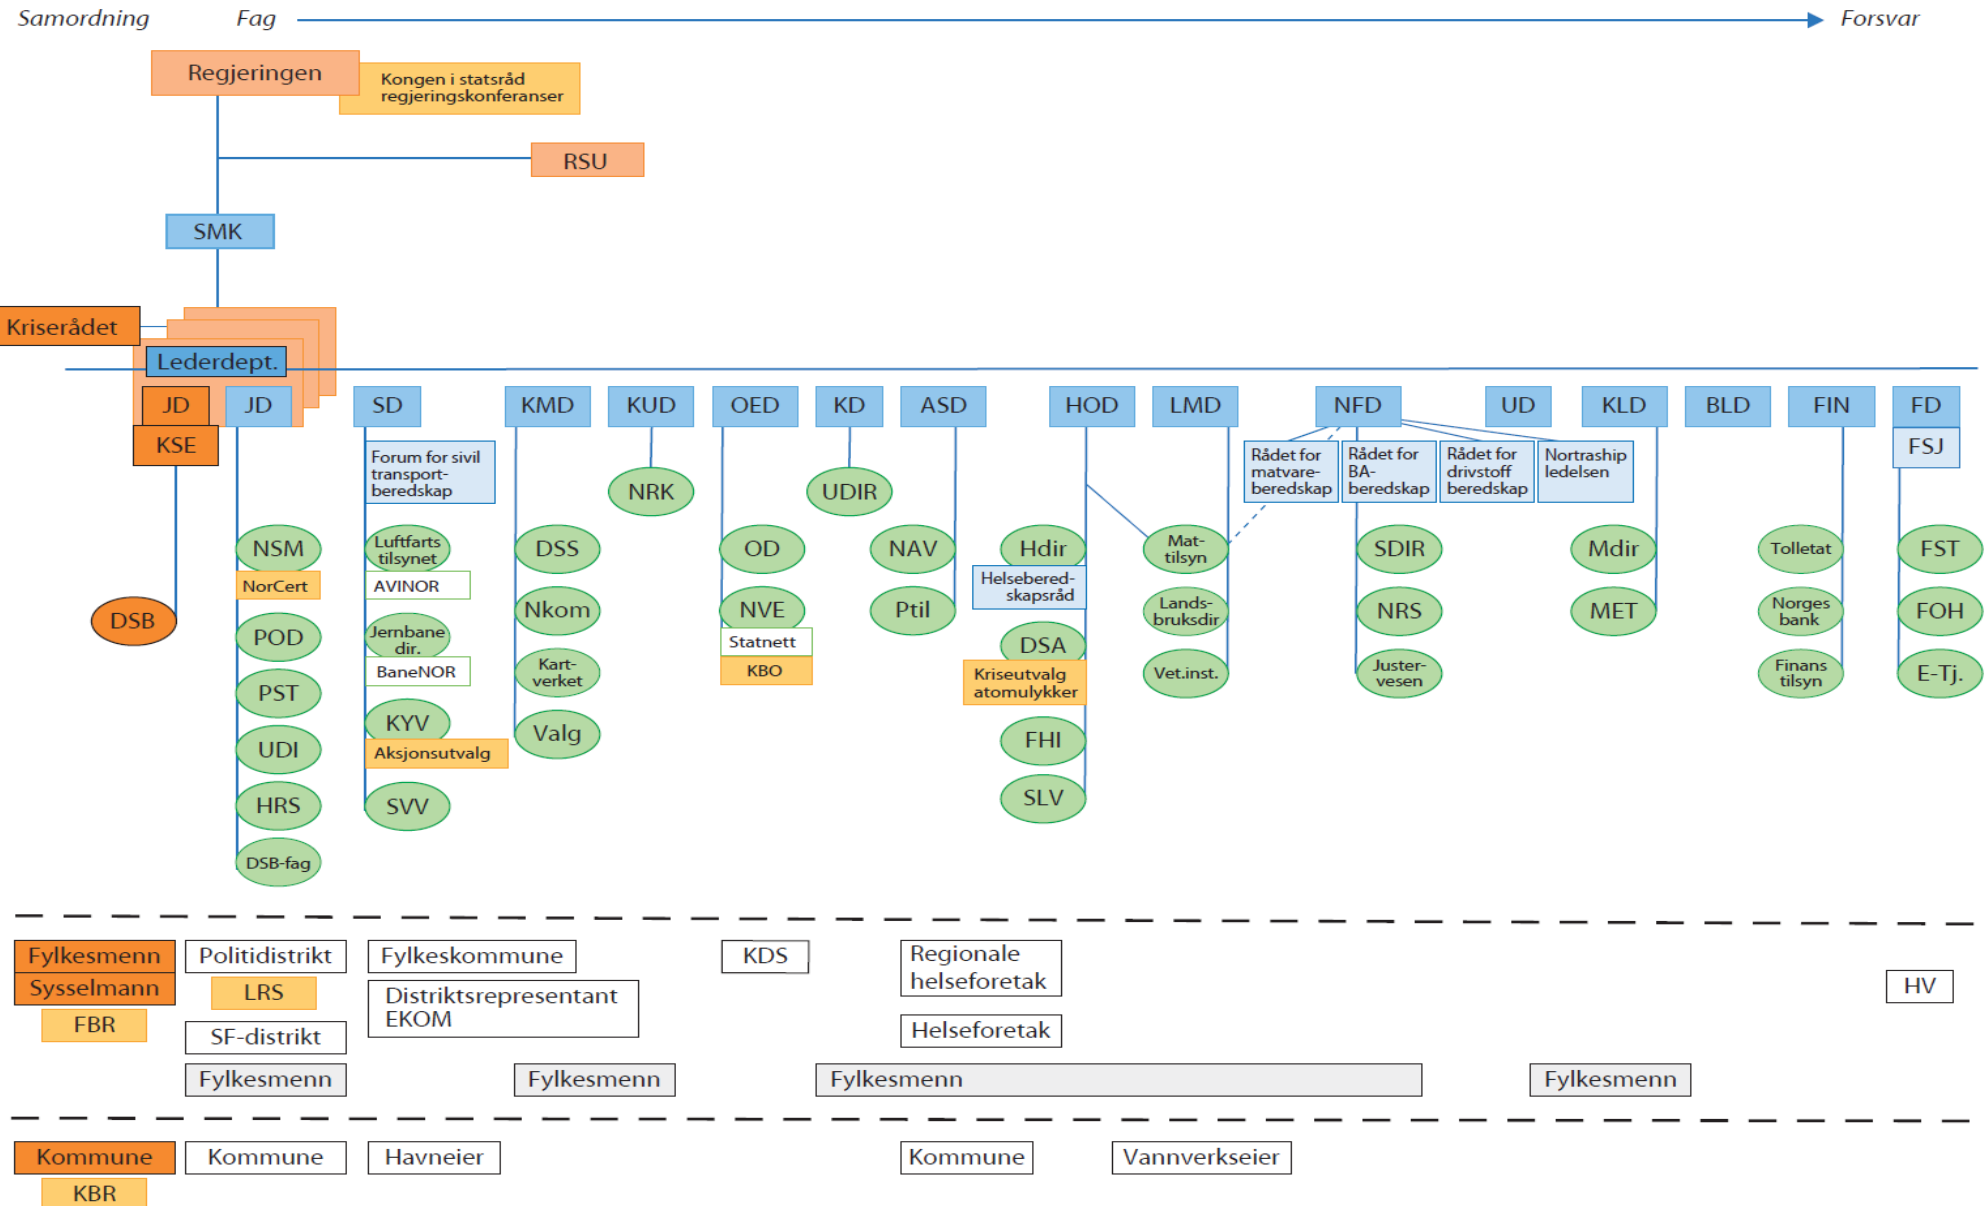 Samordning
Fag
Forsvar
Regjeringen
Kongen i statsråd
regjeringskonferanser
RSU
SMK
Kriserådet
Lederdept.
JD
JD
SD
KMD
KUD
OED
KD
ASD
HOD
LMD
NFD
UD
KLD
BLD
FIN
FD
KSE
FSJ
Forum for sivil
transport-
beredskap
Rådet for
matvare-
beredskap
Rådet for
BA-
beredskap
Rådet for
drivstoff
beredskap
Nortraship
ledelsen
NRK
UDIR
DSB
NSM
NorCert
POD
PST
UDI
HRS
DSB-fag
Luftfarts
tilsynet
AVINOR
Jernbane
dir.
BaneNOR
KYV
Aksjonsutvalg
SVV
DSS
Nkom
Kart-
verket
Valg
OD
NVE
Statnett
KBO
NAV
Ptil
Hdir
Helsebered-
skapsråd
DSA
Kriseutvalg
atomulykker
FHI
SLV
Mat-
tilsyn
Lands-
bruksdir
Vet.inst.
SDIR
NRS
Juster-
vesen
Mdir
MET
Tolletat
Norges
bank
Finans
tilsyn
FST
FOH
E-Tj.
Fylkesmenn
Sysselmann
FBR
Politidistrikt
LRS
SF-distrikt
Fylkesmenn
Fylkeskommune
Distriktsrepresentant
EKOM
Fylkesmenn
KDS
Regionale
helseforetak
Helseforetak
Fylkesmenn
Fylkesmenn
HV
Kommune
KBR
Kommune
Havneier
Kommune
Vannverkseier